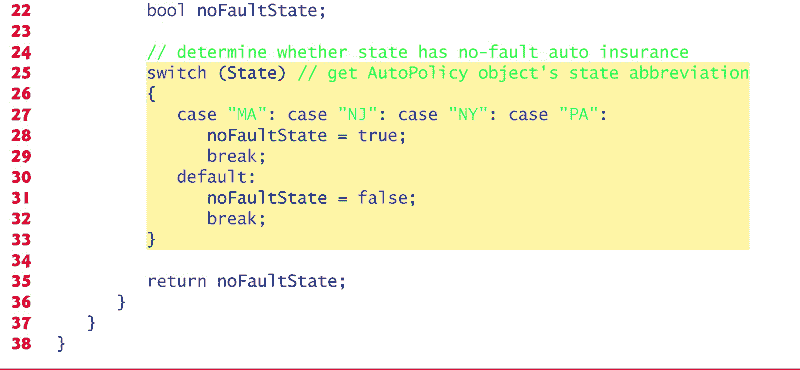 22 bool noFaultState;
23
24 // determine whether state has no-fault auto insurance
25 switch (State) // get AutoPolicy object's state abbreviation
26 {
27 case "MA": case "NJ": case "NY": case "PA":
28 noFaultState = true;
29 break;
30 default:
31 noFaultState = false;
32 break;
33 }
34
35 return noFaultState;
36 }
37 }
38 }